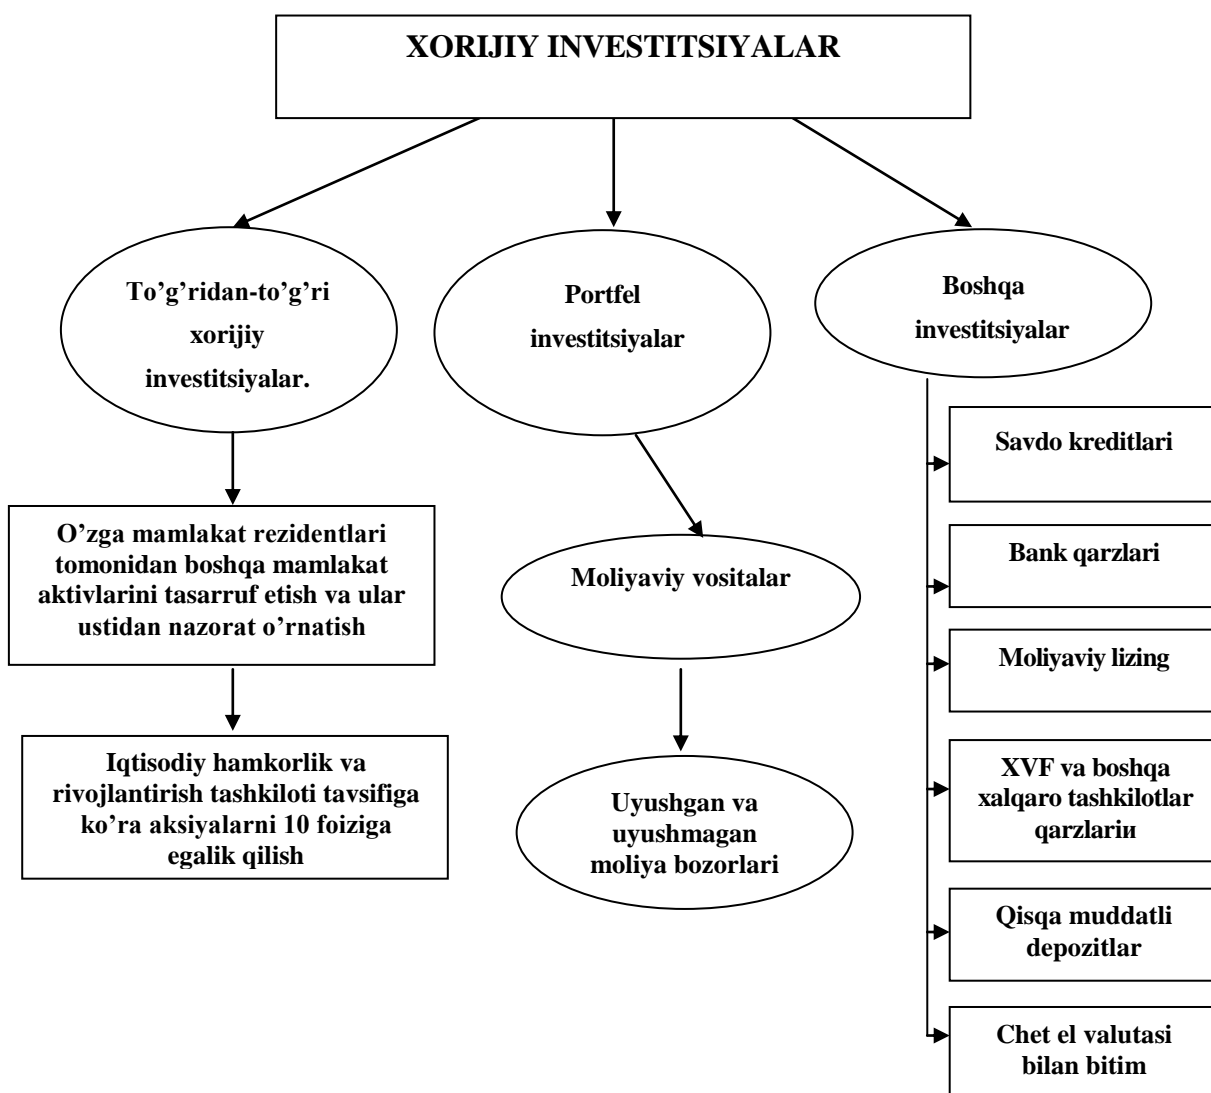 XORIJIY INVESTITSIYALAR
To’g’ridan-to’g’ri
xorijiy
investitsiyalar.
Portfel
investitsiyalar
Boshqa
investitsiyalar
O’zga mamlakat rezidentlari
tomonidan boshqa mamlakat
aktivlarini tasarruf etish va ular
ustidan nazorat o’rnatish
Iqtisodiy hamkorlik va
rivojlantirish tashkiloti tavsifiga
ko’ra aksiyalarni 10 foiziga
egalik qilish
Moliyaviy vositalar
Uyushgan va
uyushmagan
moliya bozorlari
Savdo kreditlari
Bank qarzlari
Moliyaviy lizing
XVF va boshqa
xalqaro tashkilotlar
qarzlariи
Qisqa muddatli
depozitlar
Chet el valutasi
bilan bitim